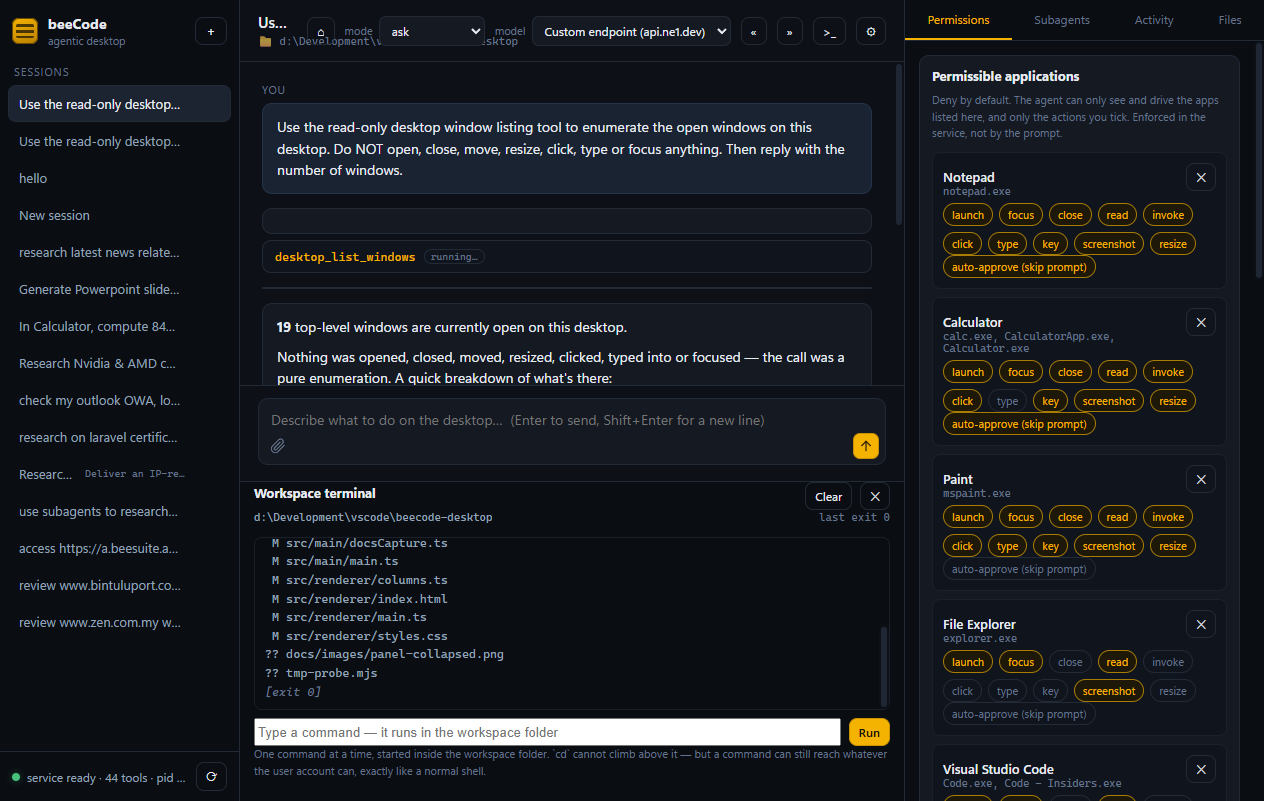 beeCode
agentic desktop
+
SESSIONS
Use the read-only desktop...
Use the read-only desktop...
hello
New session
research latest news relate...
Generate Powerpoint slide...
In Calculator, compute 84...
Research Nvidia & AMD c...
check my outlook OWA, lo...
research on laravel certific...
Researc... Deliver an IP-re...
use subagents to research...
access https://a.beesuite.a...
review www.bintuluport.co...
review www.zen.com.my w...
service ready · 44 tools · pid ...
Us...
mode ask model Custom endpoint (api.ne1.dev) « » >_
YOU
Use the read-only desktop window listing tool to enumerate the open windows on this
desktop. Do NOT open, close, move, resize, click, type or focus anything. Then reply with the
number of windows.
desktop_list_windows running…
19 top-level windows are currently open on this desktop.
Nothing was opened, closed, moved, resized, clicked, typed into or focused — the call was a
pure enumeration. A quick breakdown of what's there:
Describe what to do on the desktop... (Enter to send, Shift+Enter for a new line)
Workspace terminal
Clear
d:\Development\vscode\beecode-desktop
last exit 0
M src/main/docsCapture.ts
M src/main/main.ts
M src/renderer/columns.ts
M src/renderer/index.html
M src/renderer/main.ts
M src/renderer/styles.css
?? docs/images/panel-collapsed.png
?? tmp-probe.mjs
[exit 0]
Type a command — it runs in the workspace folder
Run
One command at a time, started inside the workspace folder. `cd` cannot climb above it — but a command can still reach whatever
the user account can, exactly like a normal shell.
Permissions Subagents Activity Files
Permissible applications
Deny by default. The agent can only see and drive the apps
listed here, and only the actions you tick. Enforced in the
service, not by the prompt.
Notepad
notepad.exe
launch focus close read invoke
click type key screenshot resize
auto-approve (skip prompt)
Calculator
calc.exe, CalculatorApp.exe,
Calculator.exe
launch focus close read invoke
click type key screenshot resize
auto-approve (skip prompt)
Paint
mspaint.exe
launch focus close read invoke
click type key screenshot resize
auto-approve (skip prompt)
File Explorer
explorer.exe
launch focus close read invoke
click type key screenshot resize
auto-approve (skip prompt)
Visual Studio Code
Code.exe, Code - Insiders.exe